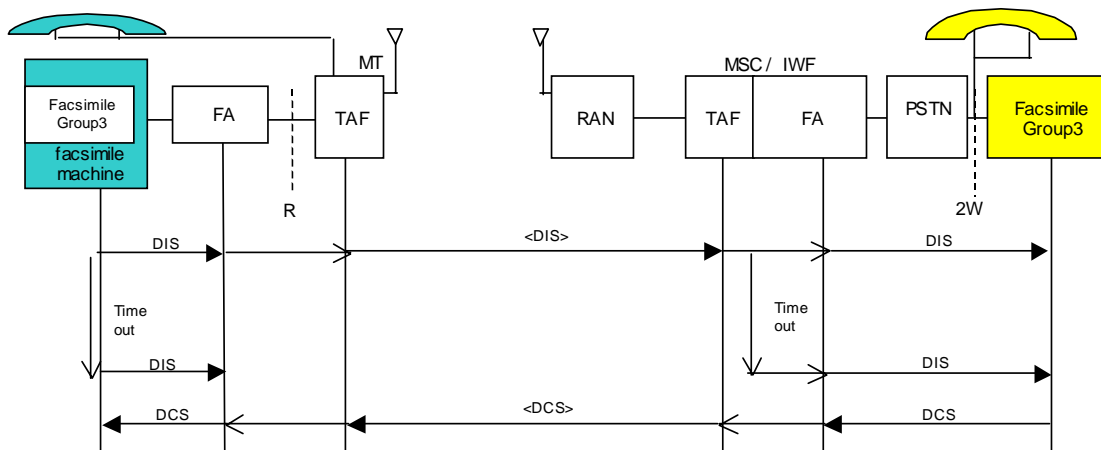 MT
MSC / IWF
Facsimile
Group3
facsimile
machine
FA
TAF
RAN
TAF
FA
PSTN
Facsimile
Group3
R
2W
DIS
<DIS>
DIS
Time
out
Time
out
DIS
DIS
DCS
<DCS>
DCS